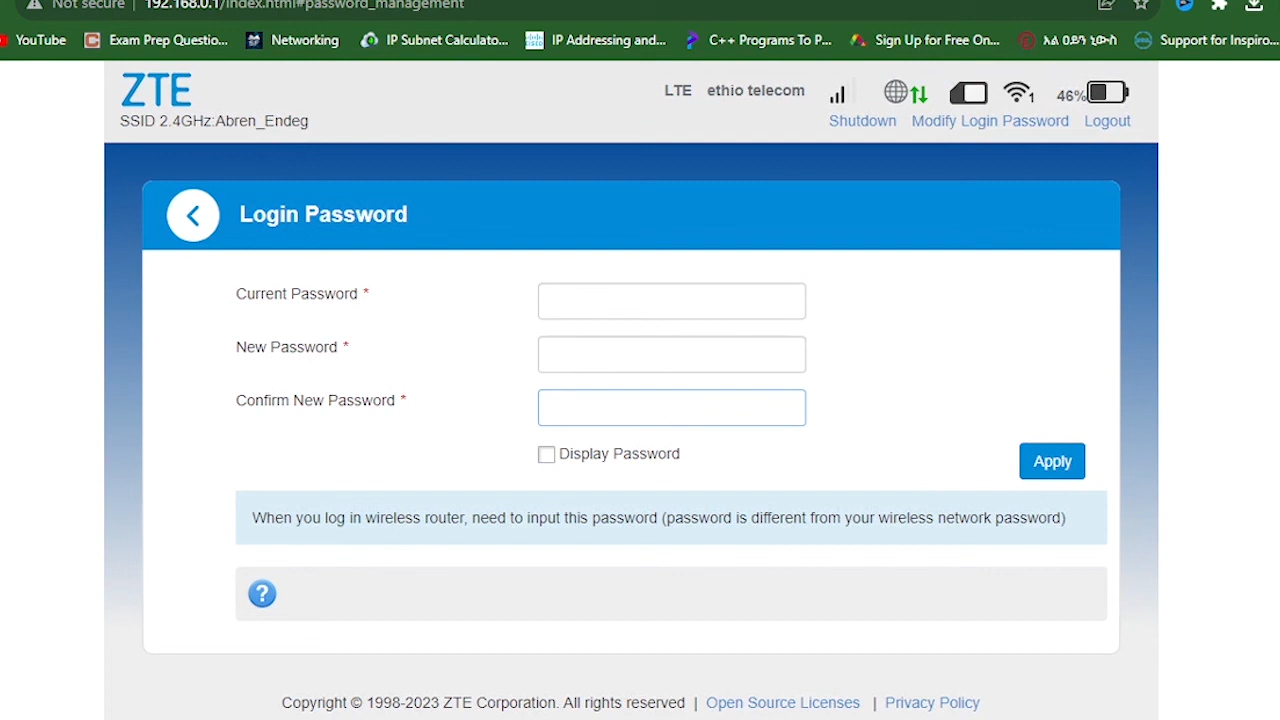 Not secure | 192.168.0.1/index.html#password_management
YouTube Exam Prep Questio... Networking IP Subnet Calculato... IP Addressing and... C++ Programs To P... Sign Up for Free On... እል ዐይን ኒውስ Support for Inspiro...
ZTE
LTE ethio telecom 1 46%
SSID 2.4GHz:Abren_Endeg
Shutdown Modify Login Password Logout
Login Password
Current Password *
New Password *
Confirm New Password *
Display Password
Apply
When you log in wireless router, need to input this password (password is different from your wireless network password)
?
Copyright © 1998-2023 ZTE Corporation. All rights reserved | Open Source Licenses | Privacy Policy